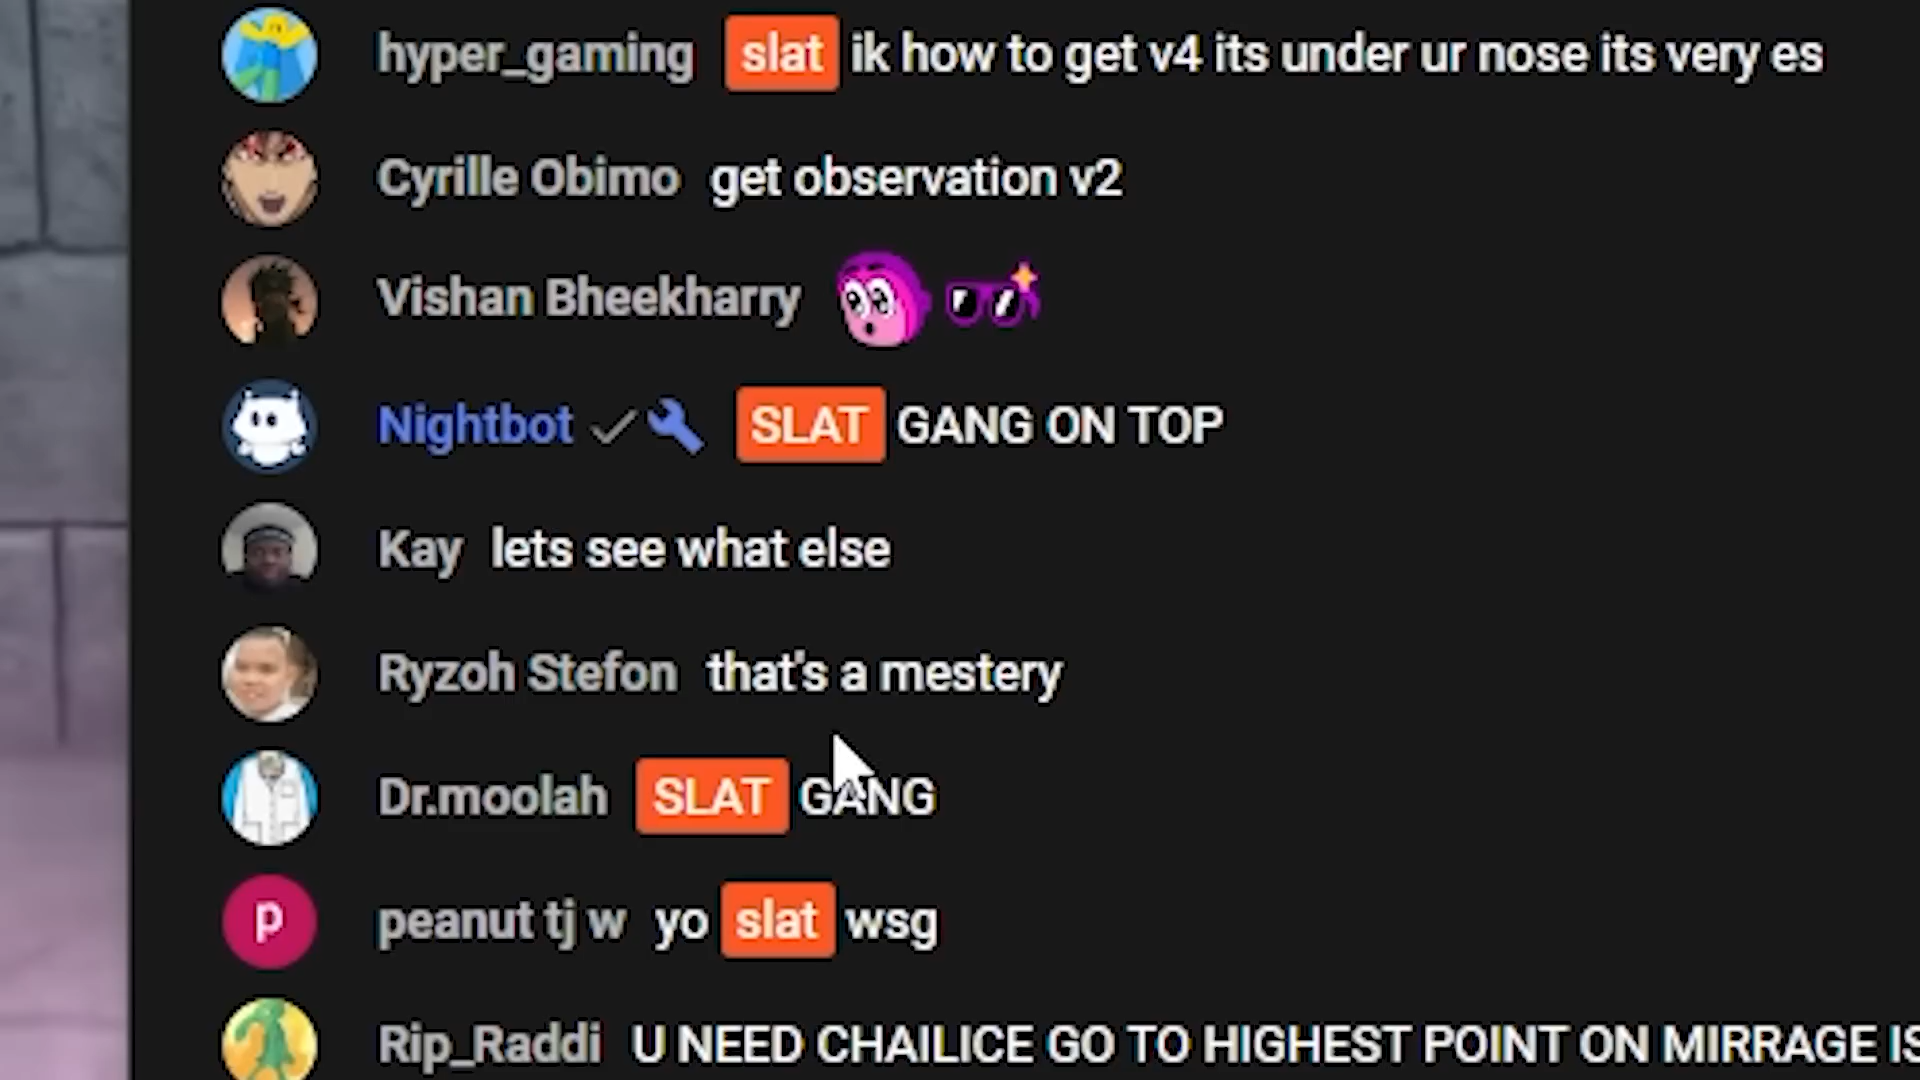 hyper_gaming slat ik how to get v4 its under ur nose its very es
Cyrille Obimo get observation v2
Vishan Bheekharry
Nightbot SLAT GANG ON TOP
Kay lets see what else
Ryzoh Stefon that's a mestery
Dr.moolah SLAT GANG
p peanut tj w yo slat wsg
Rip_Raddi U NEED CHAILICE GO TO HIGHEST POINT ON MIRRAGE IS